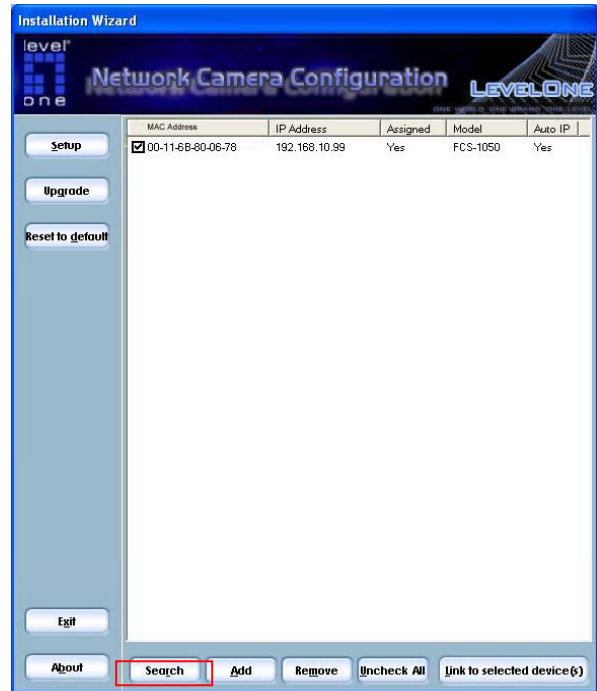 Installation Wizard
level one
Network Camera Configuration
LEVELONE
ONE WORLD ONE BRAND ONE LEVEL
MAC Address IP Address Assigned Model Auto IP
00-11-6B-80-06-78 192.168.10.99 Yes FCS-1050 Yes
Setup
Upgrade
Reset to default
Exit
About
Search Add Remove Uncheck All Link to selected device(s)